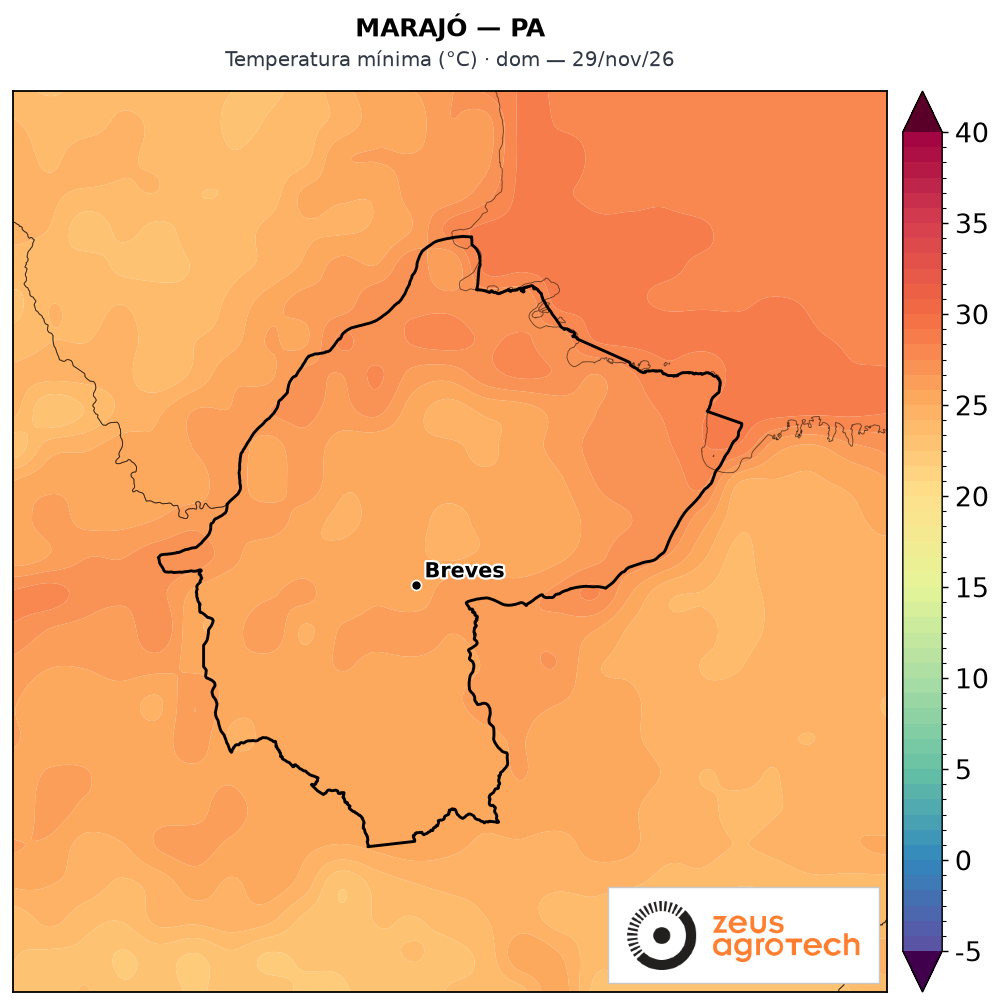 MARAJÓ — PA
Temperatura mínima (°C) · dom — 29/nov/26
40
35
30
25
20
15
10
5
0
-5
Breves
zeus
agrotech